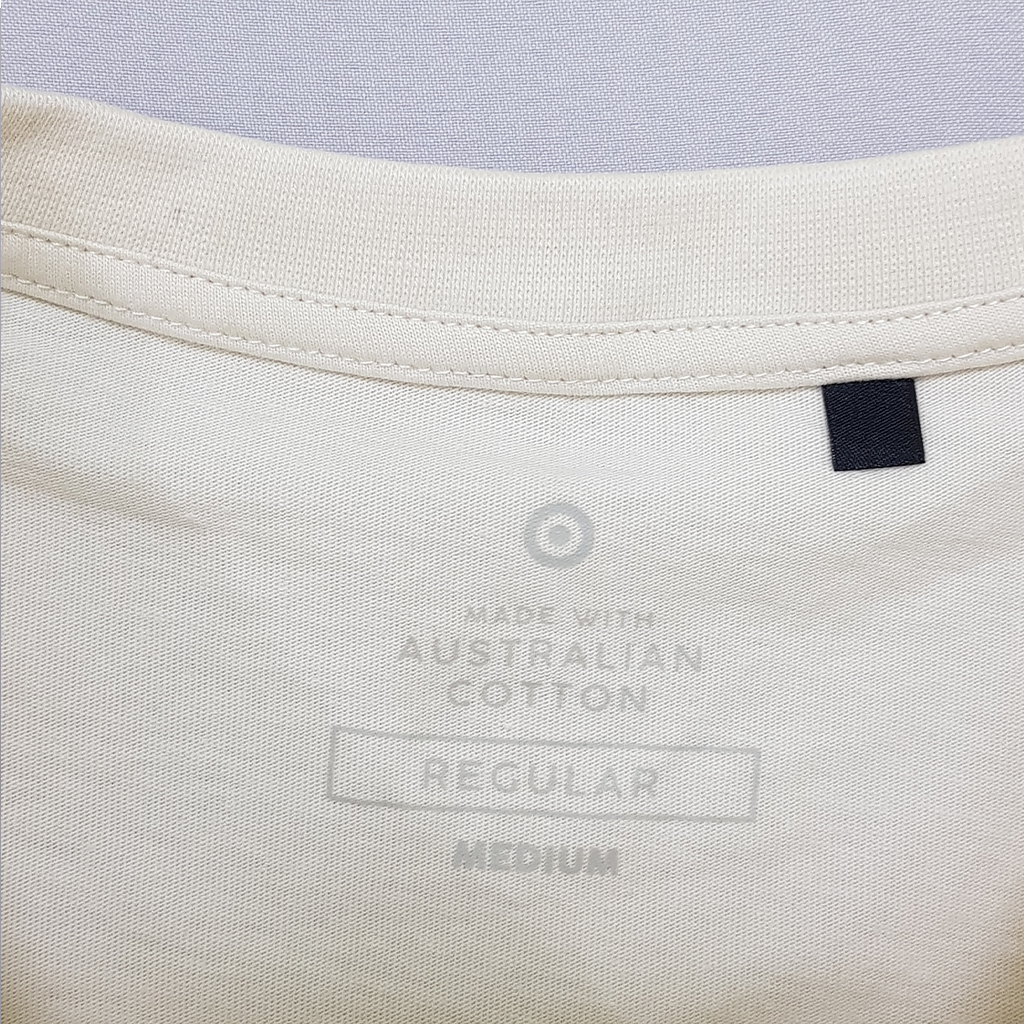 MADE WITH
AUSTRALIAN
COTTON
REGULAR
MEDIUM